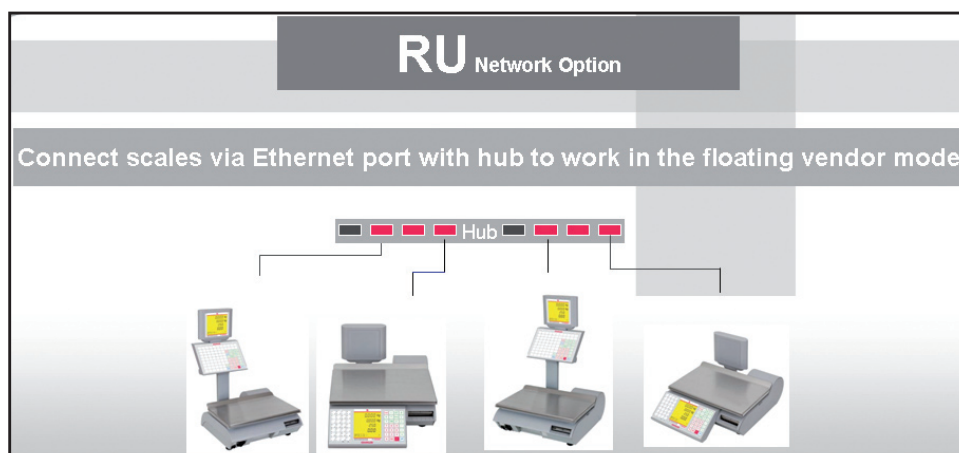 RU Network Option
Connect scales via Ethernet port with hub to work in the floating vendor mode
Hub